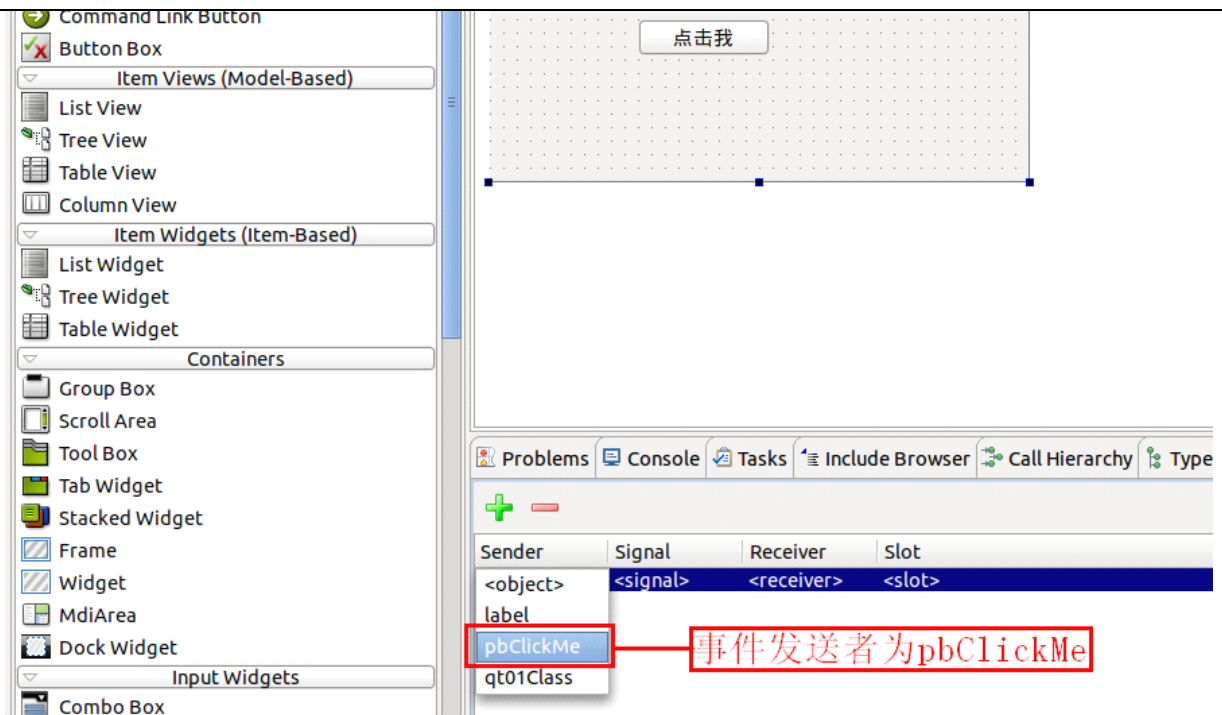 Command Link Button
Button Box
Item Views (Model-Based)
List View
Tree View
Table View
Column View
Item Widgets (Item-Based)
List Widget
Tree Widget
Table Widget
Containers
Group Box
Scroll Area
Tool Box
Tab Widget
Stacked Widget
Frame
Widget
MdiArea
Dock Widget
Input Widgets
Combo Box
点击我
Problems Console Tasks Include Browser Call Hierarchy Type
Sender Signal Receiver Slot
<object> <signal> <receiver> <slot>
label
pbClickMe 事件发送者为pbClickMe
qt01Class